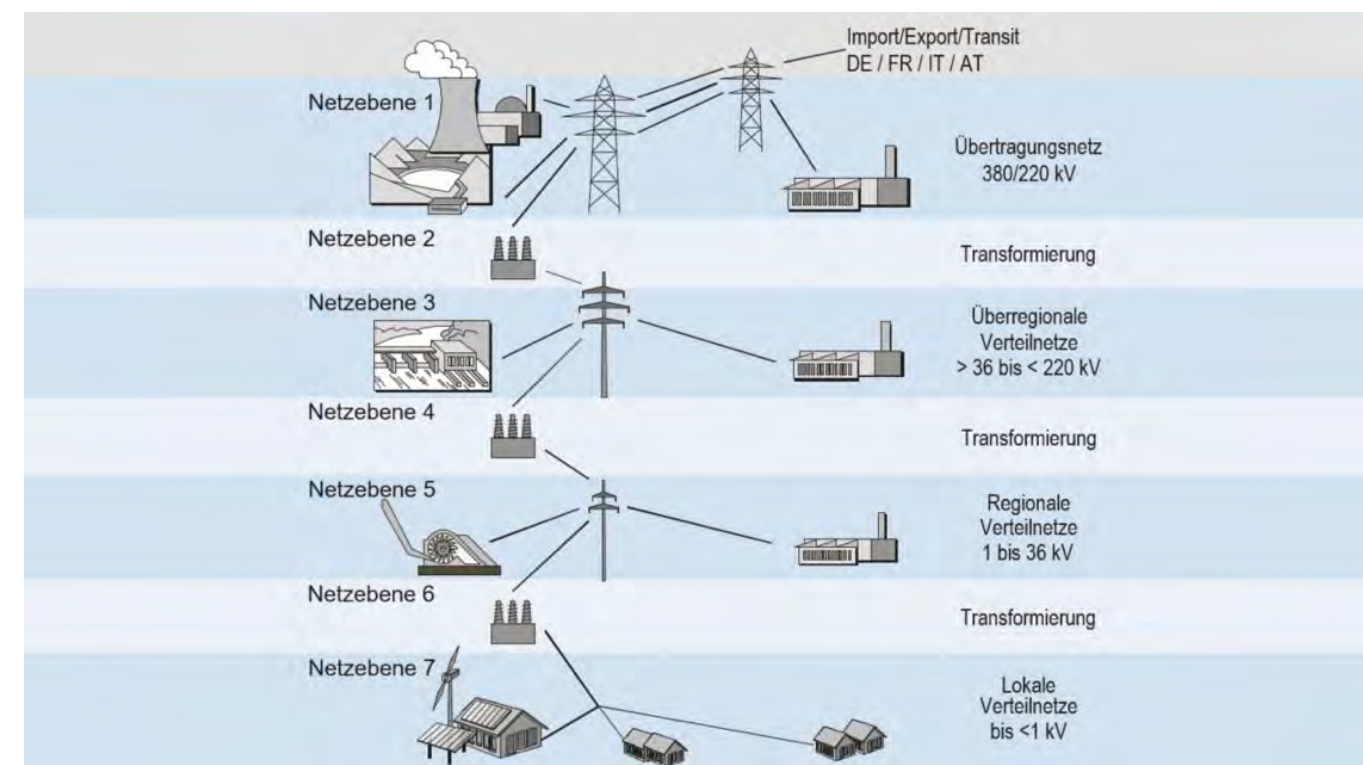 Import/Export/Transit
DE / FR / IT / AT
Netzebene 1
Übertragungsnetz
380/220 kV
Netzebene 2
Transformierung
Netzebene 3
Überregionale
Verteilnetze
> 36 bis < 220 kV
Netzebene 4
Transformierung
Netzebene 5
Regionale
Verteilnetze
1 bis 36 kV
Netzebene 6
Transformierung
Netzebene 7
Lokale
Verteilnetze
bis <1 kV